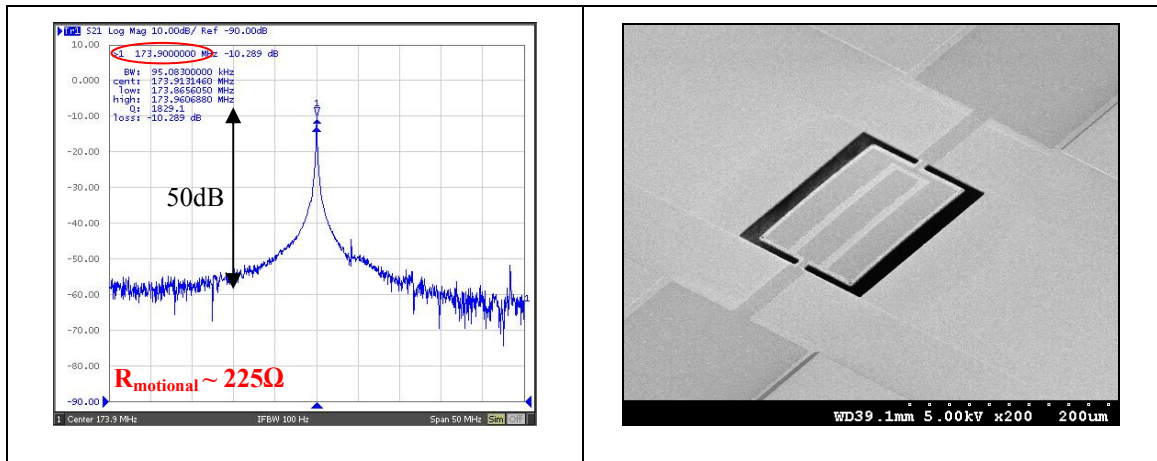 Tr1 S21 Log Mag 10.00dB/ Ref -90.00dB
10.00
>1 173.9000000 MHz -10.289 dB
BW: 95.08300000 kHz
cent: 173.9131460 MHz
low: 173.8656050 MHz
high: 173.9606880 MHz
Q: 1829.1
loss: -10.289 dB
0.000
1
-10.00
-20.00
-30.00
50dB
-40.00
-50.00
-60.00
1
-70.00
-80.00
Rmotional ~ 225Ω
-90.00
1 Center 173.9 MHz IFBW 100 Hz Span 50 MHz Sim Off
WD39.1mm 5.00kV x200 200um